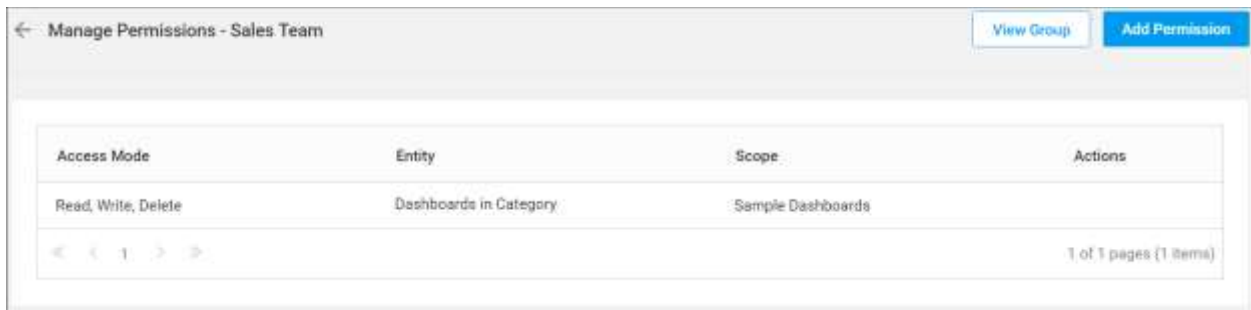 ← Manage Permissions - Sales Team View Group Add Permission
Access Mode Entity Scope Actions
Read, Write, Delete Dashboards in Category Sample Dashboards
« < 1 > » 1 of 1 pages (1 items)